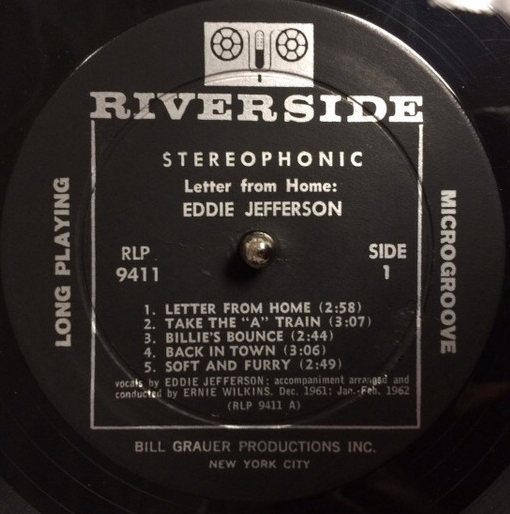 RIVERSIDE
STEREOPHONIC
Letter from Home:
EDDIE JEFFERSON
LONG PLAYING
MICROGROOVE
RLP
9411
SIDE
1
1. LETTER FROM HOME (2:58)
2. TAKE THE "A" TRAIN (3:07)
3. BILLIE'S BOUNCE (2:44)
4. BACK IN TOWN (3:06)
5. SOFT AND FURRY (2:49)
vocals by EDDIE JEFFERSON; accompaniment arranged and
conducted by ERNIE WILKINS. Dec. 1961; Jan.-Feb. 1962
(RLP 9411 A)
BILL GRAUER PRODUCTIONS INC.
NEW YORK CITY